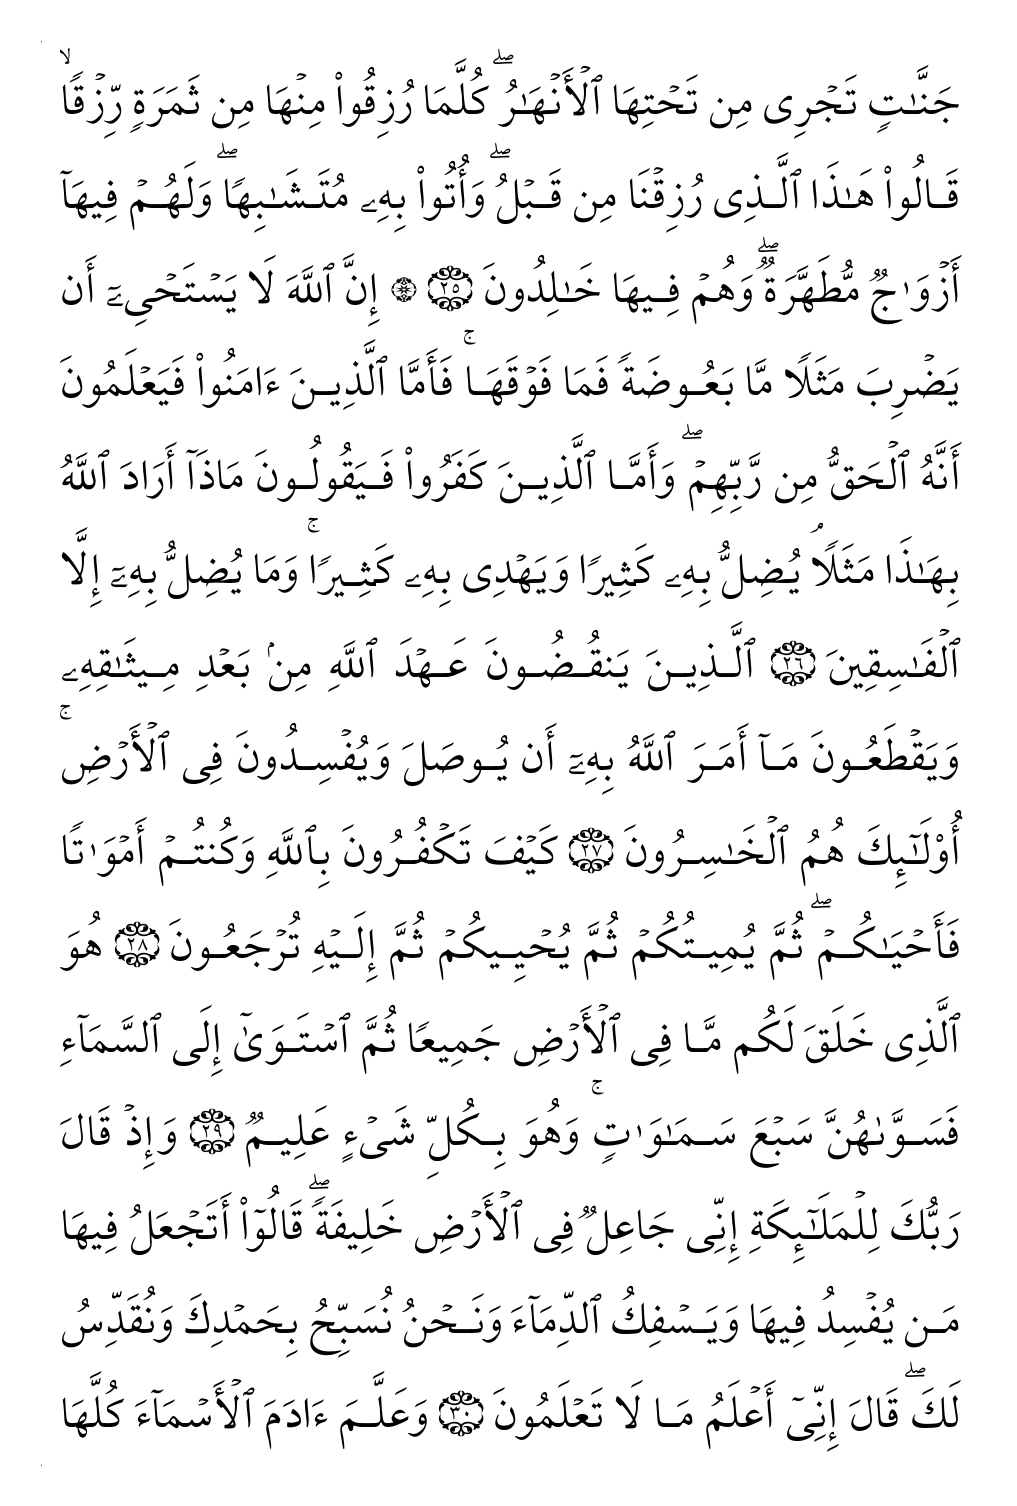 جَنَّـٰتٍ تَجۡرِى مِن تَحۡتِهَا ٱلۡأَنۡهَـٰرُۖ كُلَّمَا رُزِقُواْ مِنۡهَا مِن ثَمَرَةٍ رِّزۡقًاۙ
قَالُواْ هَـٰذَا ٱلَّذِى رُزِقۡنَا مِن قَبۡلُۖ وَأُتُواْ بِهِۦ مُتَشَـٰبِهًاۖ وَلَهُمۡ فِيهَآ
أَزۡوَٰجٌ مُّطَهَّرَةٌۖ وَهُمۡ فِيهَا خَـٰلِدُونَ ٢٥ ۞ إِنَّ ٱللَّهَ لَا يَسۡتَحۡىِۦٓ أَن
يَضۡرِبَ مَثَلًا مَّا بَعُوضَةً فَمَا فَوۡقَهَاۚ فَأَمَّا ٱلَّذِينَ ءَامَنُواْ فَيَعۡلَمُونَ
أَنَّهُ ٱلۡحَقُّ مِن رَّبِّهِمۡۖ وَأَمَّا ٱلَّذِينَ كَفَرُواْ فَيَقُولُونَ مَاذَآ أَرَادَ ٱللَّهُ
بِهَـٰذَا مَثَلًاۘ يُضِلُّ بِهِۦ كَثِيرًا وَيَهۡدِى بِهِۦ كَثِيرًاۚ وَمَا يُضِلُّ بِهِۦٓ إِلَّا
ٱلۡفَـٰسِقِينَ ٢٦ ٱلَّذِينَ يَنقُضُونَ عَهۡدَ ٱللَّهِ مِنۢ بَعۡدِ مِيثَـٰقِهِۦ
وَيَقۡطَعُونَ مَآ أَمَرَ ٱللَّهُ بِهِۦٓ أَن يُوصَلَ وَيُفۡسِدُونَ فِى ٱلۡأَرۡضِۚ
أُوْلَـٰٓئِكَ هُمُ ٱلۡخَـٰسِرُونَ ٢٧ كَيۡفَ تَكۡفُرُونَ بِٱللَّهِ وَكُنتُمۡ أَمۡوَٰتًا
فَأَحۡيَـٰكُمۡۖ ثُمَّ يُمِيتُكُمۡ ثُمَّ يُحۡيِيكُمۡ ثُمَّ إِلَيۡهِ تُرۡجَعُونَ ٢٨ هُوَ
ٱلَّذِى خَلَقَ لَكُم مَّا فِى ٱلۡأَرۡضِ جَمِيعًا ثُمَّ ٱسۡتَوَىٰٓ إِلَى ٱلسَّمَآءِ
فَسَوَّىٰهُنَّ سَبۡعَ سَمَـٰوَٰتٍۚ وَهُوَ بِكُلِّ شَىۡءٍ عَلِيمٌ ٢٩ وَإِذۡ قَالَ
رَبُّكَ لِلۡمَلَـٰٓئِكَةِ إِنِّى جَاعِلٌ فِى ٱلۡأَرۡضِ خَلِيفَةًۖ قَالُوٓاْ أَتَجۡعَلُ فِيهَا
مَن يُفۡسِدُ فِيهَا وَيَسۡفِكُ ٱلدِّمَآءَ وَنَحۡنُ نُسَبِّحُ بِحَمۡدِكَ وَنُقَدِّسُ
لَكَۖ قَالَ إِنِّىٓ أَعۡلَمُ مَا لَا تَعۡلَمُونَ ٣٠ وَعَلَّمَ ءَادَمَ ٱلۡأَسۡمَآءَ كُلَّهَا